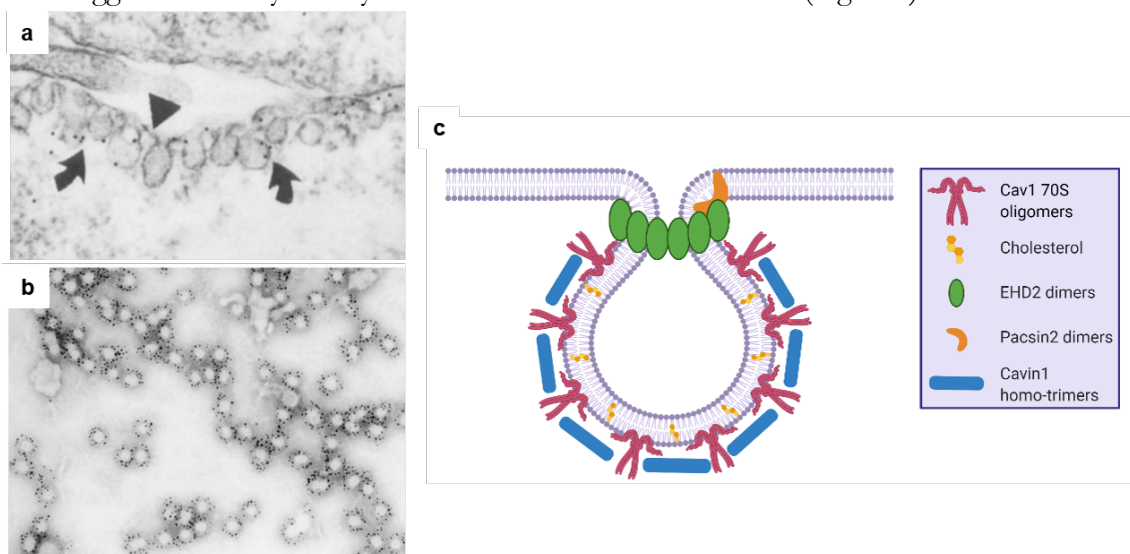 a
b
c
Cav1 70S
oligomers
Cholesterol
EHD2 dimers
Pacsin2 dimers
Cavin1
homo-trimers